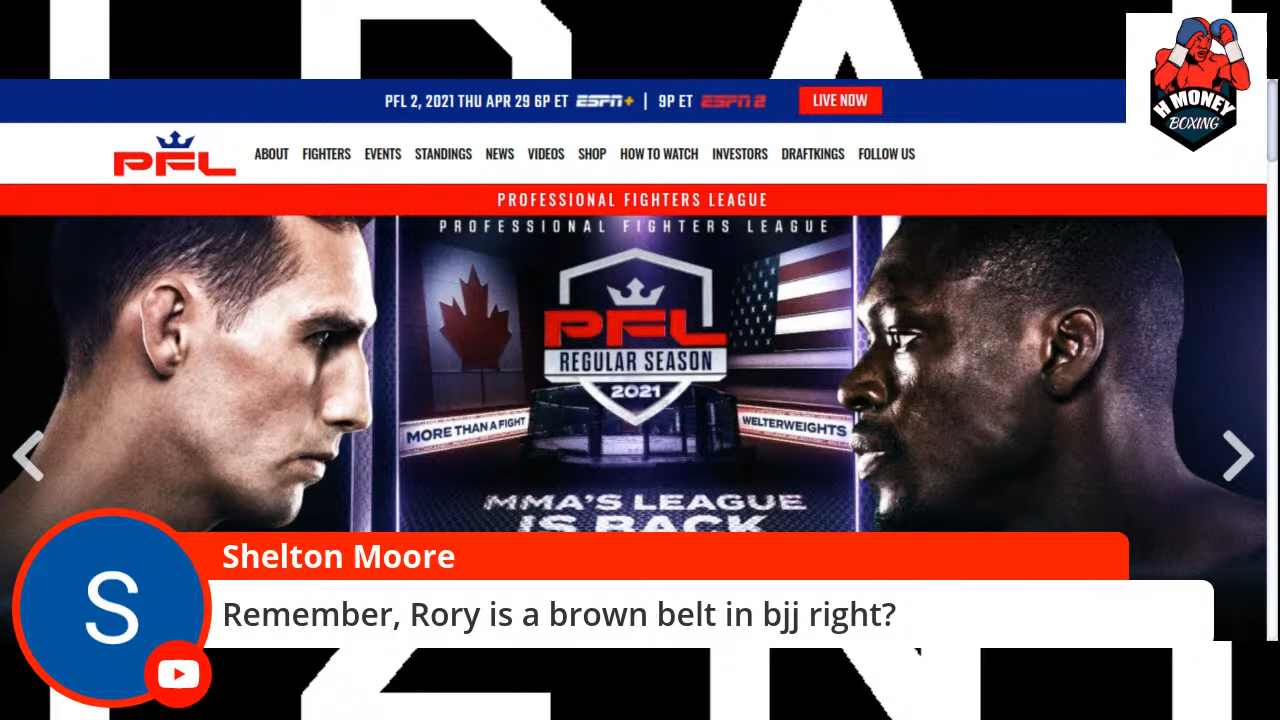 PFL 2, 2021 THU APR 29 6P ET ESPN+ | 9P ET ESPN2 LIVE NOW
H MONEY
BOXING
PFL ABOUT FIGHTERS EVENTS STANDINGS NEWS VIDEOS SHOP HOW TO WATCH INVESTORS DRAFTKINGS FOLLOW US
PROFESSIONAL FIGHTERS LEAGUE
PROFESSIONAL FIGHTERS LEAGUE
PFL
REGULAR SEASON
2021
MORE THAN A FIGHT
WELTERWEIGHTS
MMA'S LEAGUE
IS BACK
S
Shelton Moore
Remember, Rory is a brown belt in bjj right?